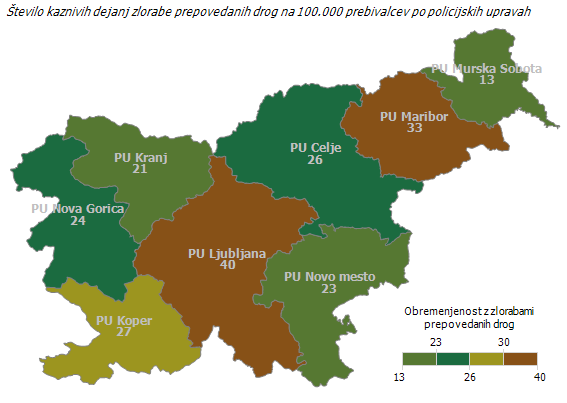 Število kaznivih dejanj zlorabe prepovedanih drog na 100.000 prebivalcev po policijskih upravah
PU Murska Sobota
13
PU Maribor
33
PU Celje
26
PU Kranj
21
PU Nova Gorica
24
PU Ljubljana
40
PU Novo mesto
23
PU Koper
27
Obremenjenost z zlorabami
prepovedanih drog
23 30
13 26 40